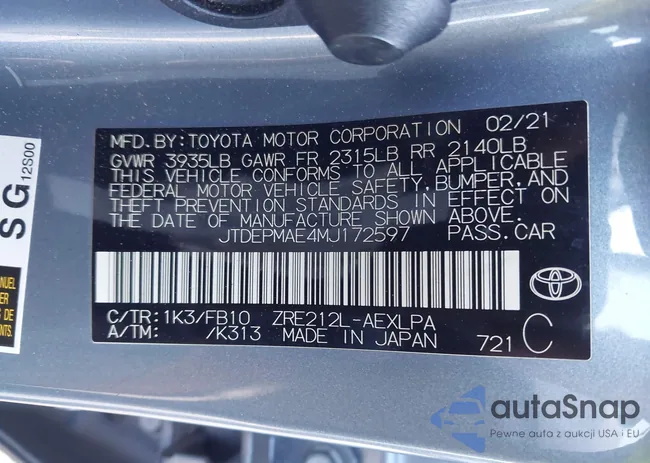 MFD.BY:TOYOTA MOTOR CORPORATION 02/21
GVWR 3935LB GAWR FR 2315LB RR 2140LB
THIS VEHICLE CONFORMS TO ALL APPLICABLE
FEDERAL MOTOR VEHICLE SAFETY,BUMPER,AND
THEFT PREVENTION STANDARDS IN EFFECT ON
THE DATE OF MANUFACTURE SHOWN ABOVE.
JTDEPMAE4MJ172597 PASS.CAR
C/TR: 1K3/FB10 ZRE212L-AEXLPA
A/TM: /K313 MADE IN JAPAN 721 C
SG
12S00
autaSnap
Pewne auta z aukcji USA i EU